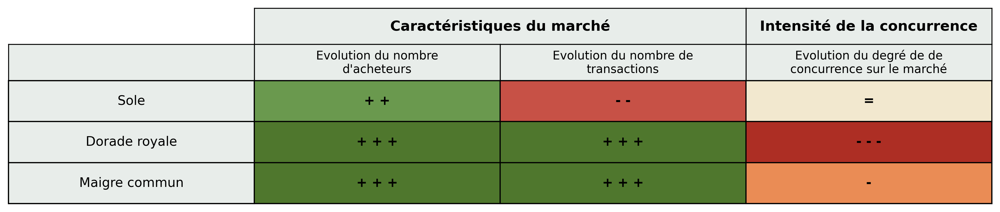 Caractéristiques du marché
Intensité de la concurrence
Evolution du nombre
d'acheteurs
Evolution du nombre de
transactions
Evolution du degré de de
concurrence sur le marché
Sole
+ +
- -
=
Dorade royale
+ + +
+ + +
- - -
Maigre commun
+ + +
+ + +
-